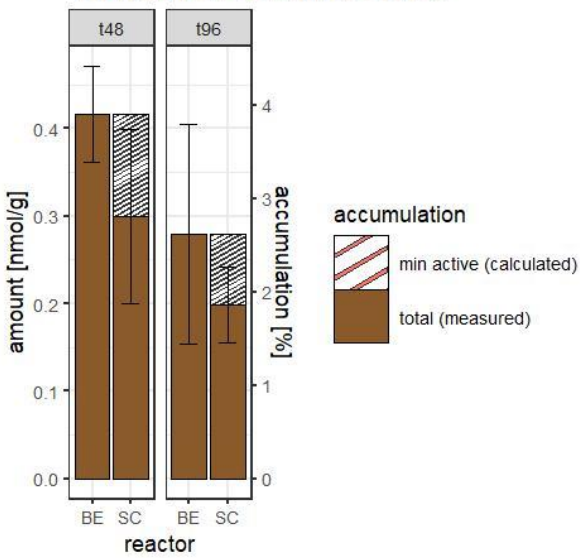 t48
t96
amount [nmol/g]
0.4
0.3
0.2
0.1
0.0
4
3
2
1
0
accumulation [%]
BE
SC
BE
SC
reactor
accumulation
min active (calculated)
total (measured)